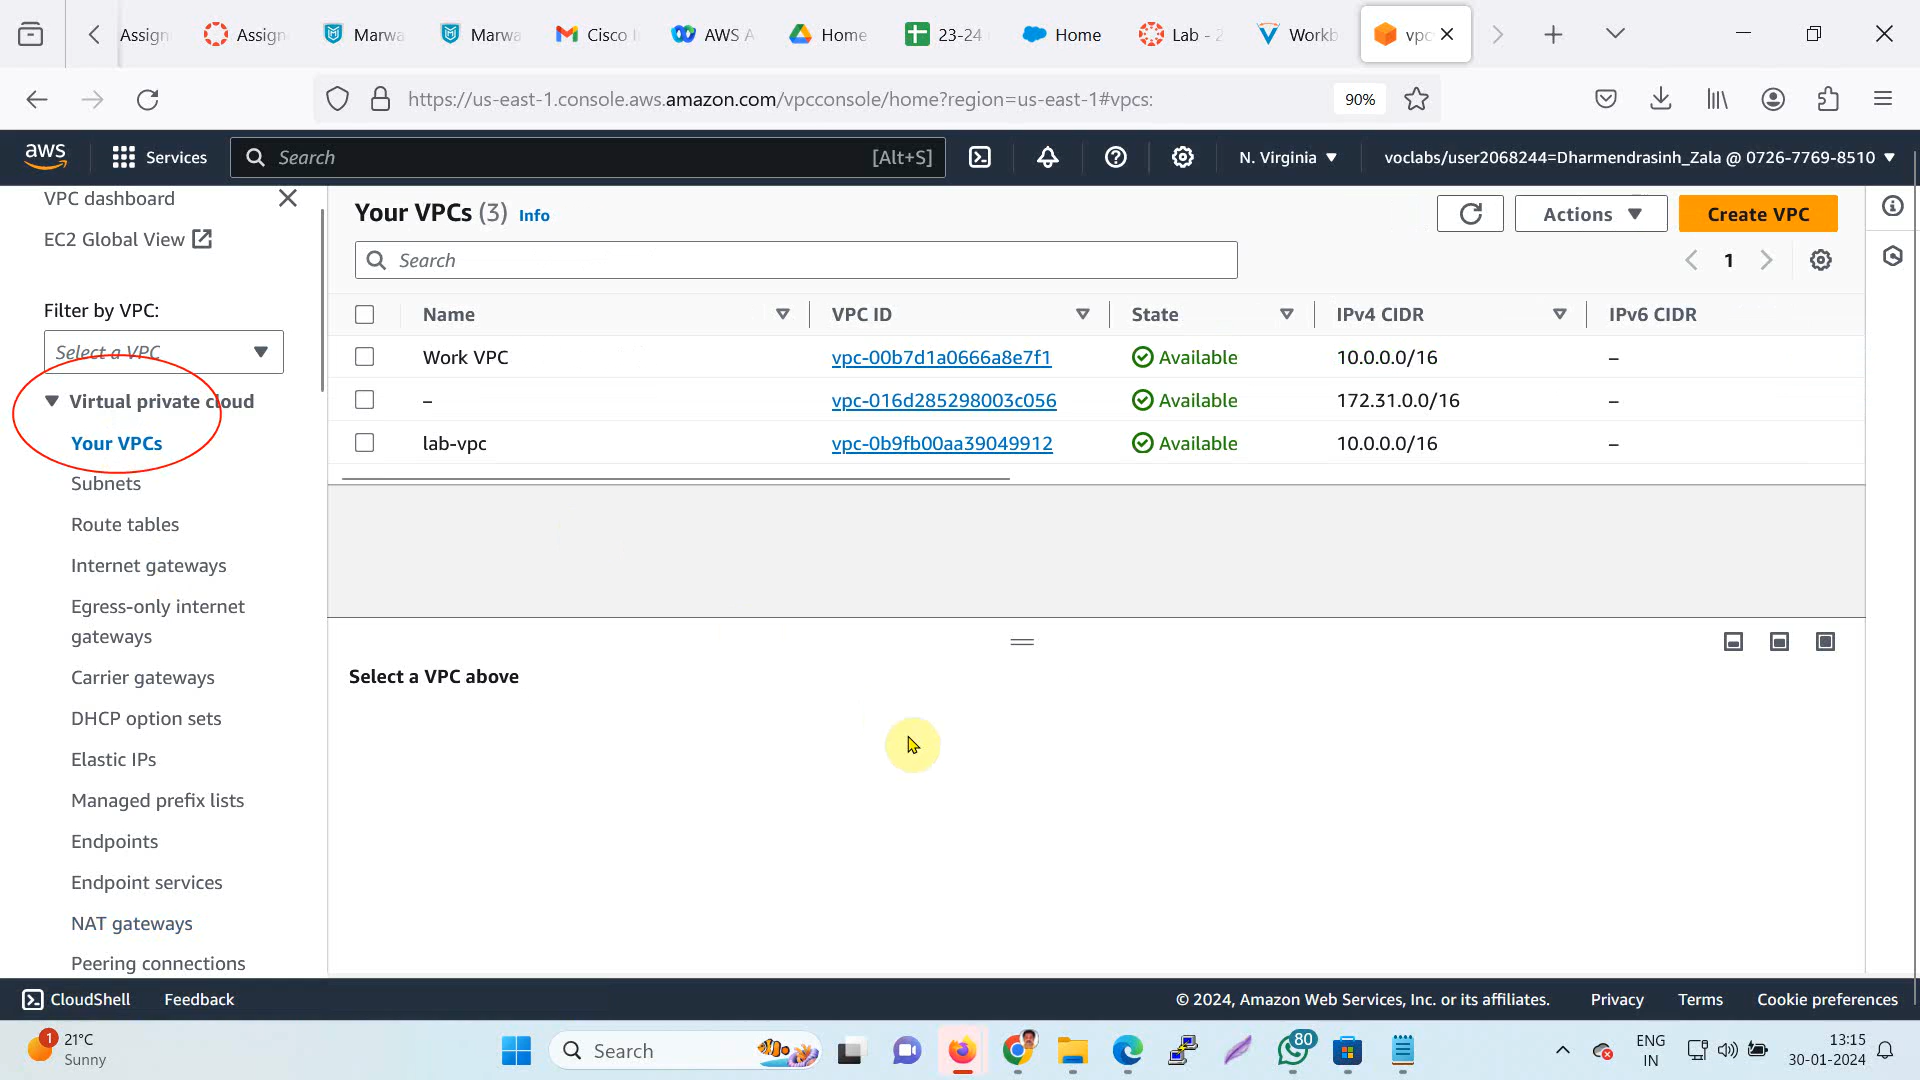 Assign
Assign
Marwa
Marwa
Cisco I
AWS A
Home
23-24
Home
Lab - 2
Workb
vpc
https://us-east-1.console.aws.amazon.com/vpcconsole/home?region=us-east-1#vpcs:
90%
aws
Services
Search
[Alt+S]
N. Virginia
voclabs/user2068244=Dharmendrasinh_Zala @ 0726-7769-8510
VPC dashboard
EC2 Global View
Filter by VPC:
Select a VPC
Virtual private cloud
Your VPCs
Subnets
Route tables
Internet gateways
Egress-only internet
gateways
Carrier gateways
DHCP option sets
Elastic IPs
Managed prefix lists
Endpoints
Endpoint services
NAT gateways
Peering connections
Your VPCs (3) Info
Actions
Create VPC
Search
1
Name VPC ID State IPv4 CIDR IPv6 CIDR
Work VPC vpc-00b7d1a0666a8e7f1 Available 10.0.0.0/16 –
– vpc-016d285298003c056 Available 172.31.0.0/16 –
lab-vpc vpc-0b9fb00aa39049912 Available 10.0.0.0/16 –
Select a VPC above
CloudShell
Feedback
© 2024, Amazon Web Services, Inc. or its affiliates.
Privacy
Terms
Cookie preferences
1
21°C
Sunny
Search
80
ENG
IN
13:15
30-01-2024